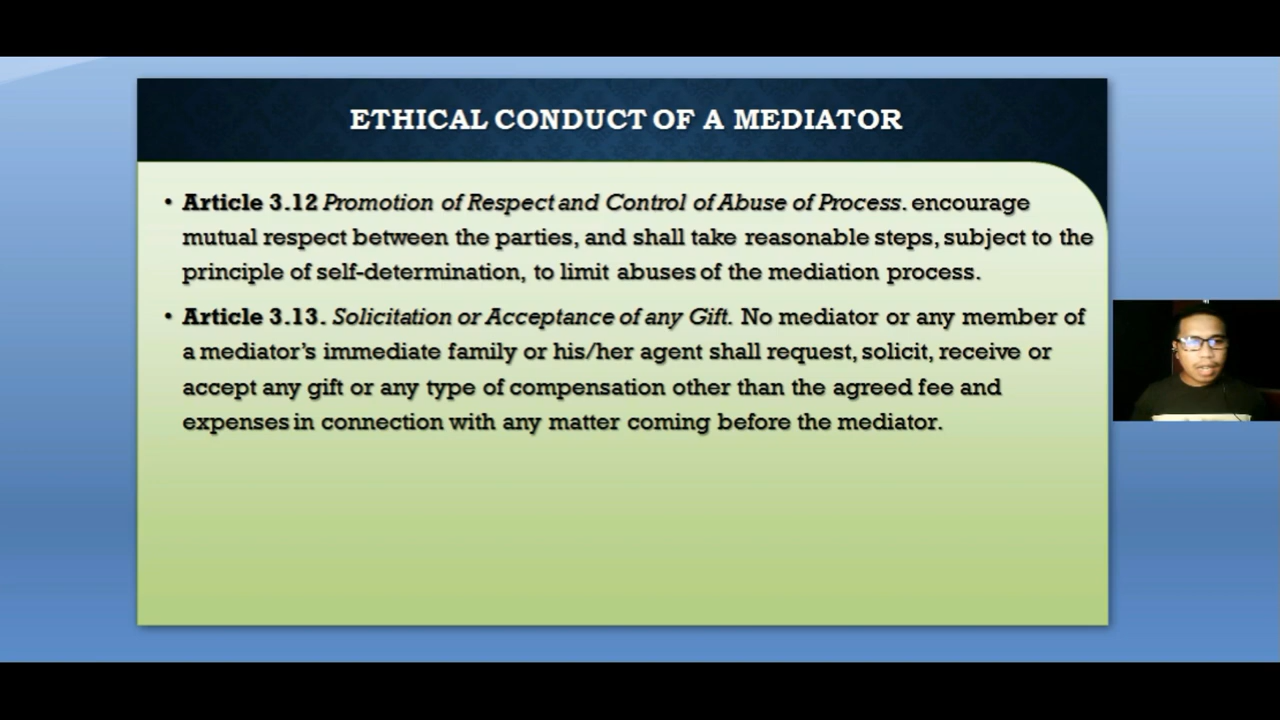 ETHICAL CONDUCT OF A MEDIATOR
• Article 3.12 Promotion of Respect and Control of Abuse of Process. encourage
mutual respect between the parties, and shall take reasonable steps, subject to the
principle of self-determination, to limit abuses of the mediation process.
• Article 3.13. Solicitation or Acceptance of any Gift. No mediator or any member of
a mediator’s immediate family or his/her agent shall request, solicit, receive or
accept any gift or any type of compensation other than the agreed fee and
expenses in connection with any matter coming before the mediator.